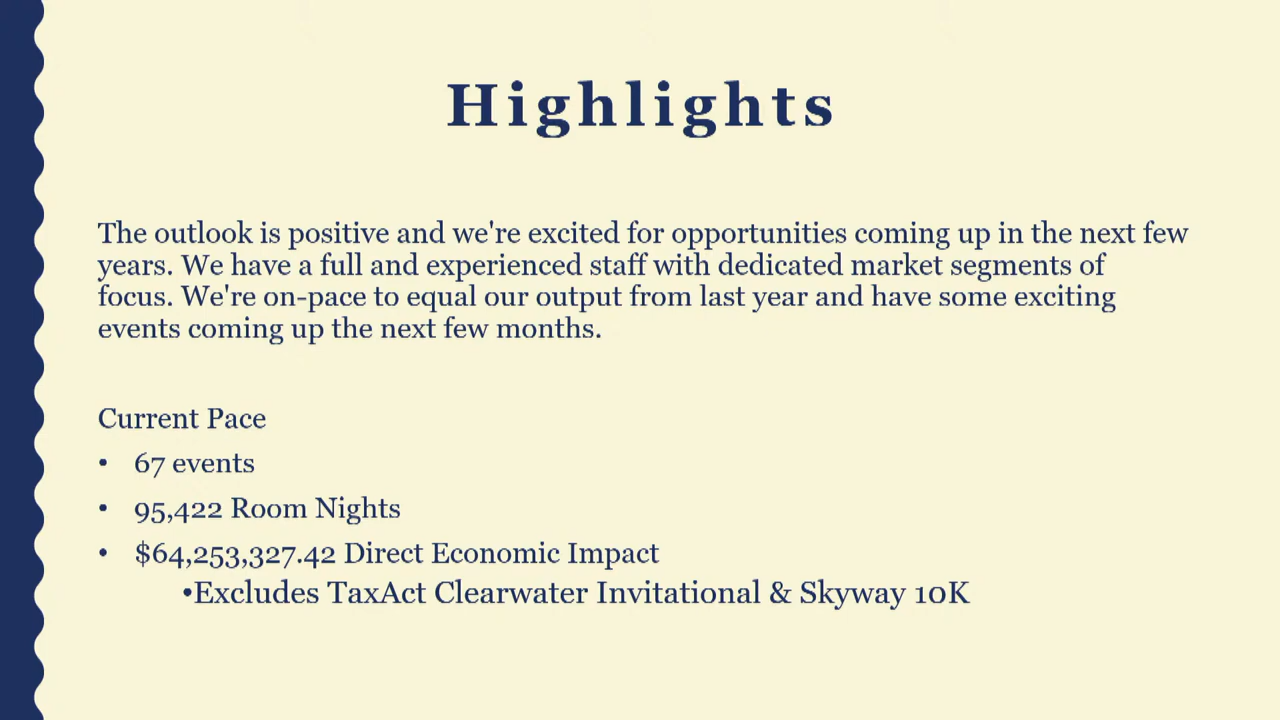 Highlights
The outlook is positive and we're excited for opportunities coming up in the next few
years. We have a full and experienced staff with dedicated market segments of
focus. We're on-pace to equal our output from last year and have some exciting
events coming up the next few months.
Current Pace
• 67 events
• 95,422 Room Nights
• $64,253,327.42 Direct Economic Impact
•Excludes TaxAct Clearwater Invitational & Skyway 10K